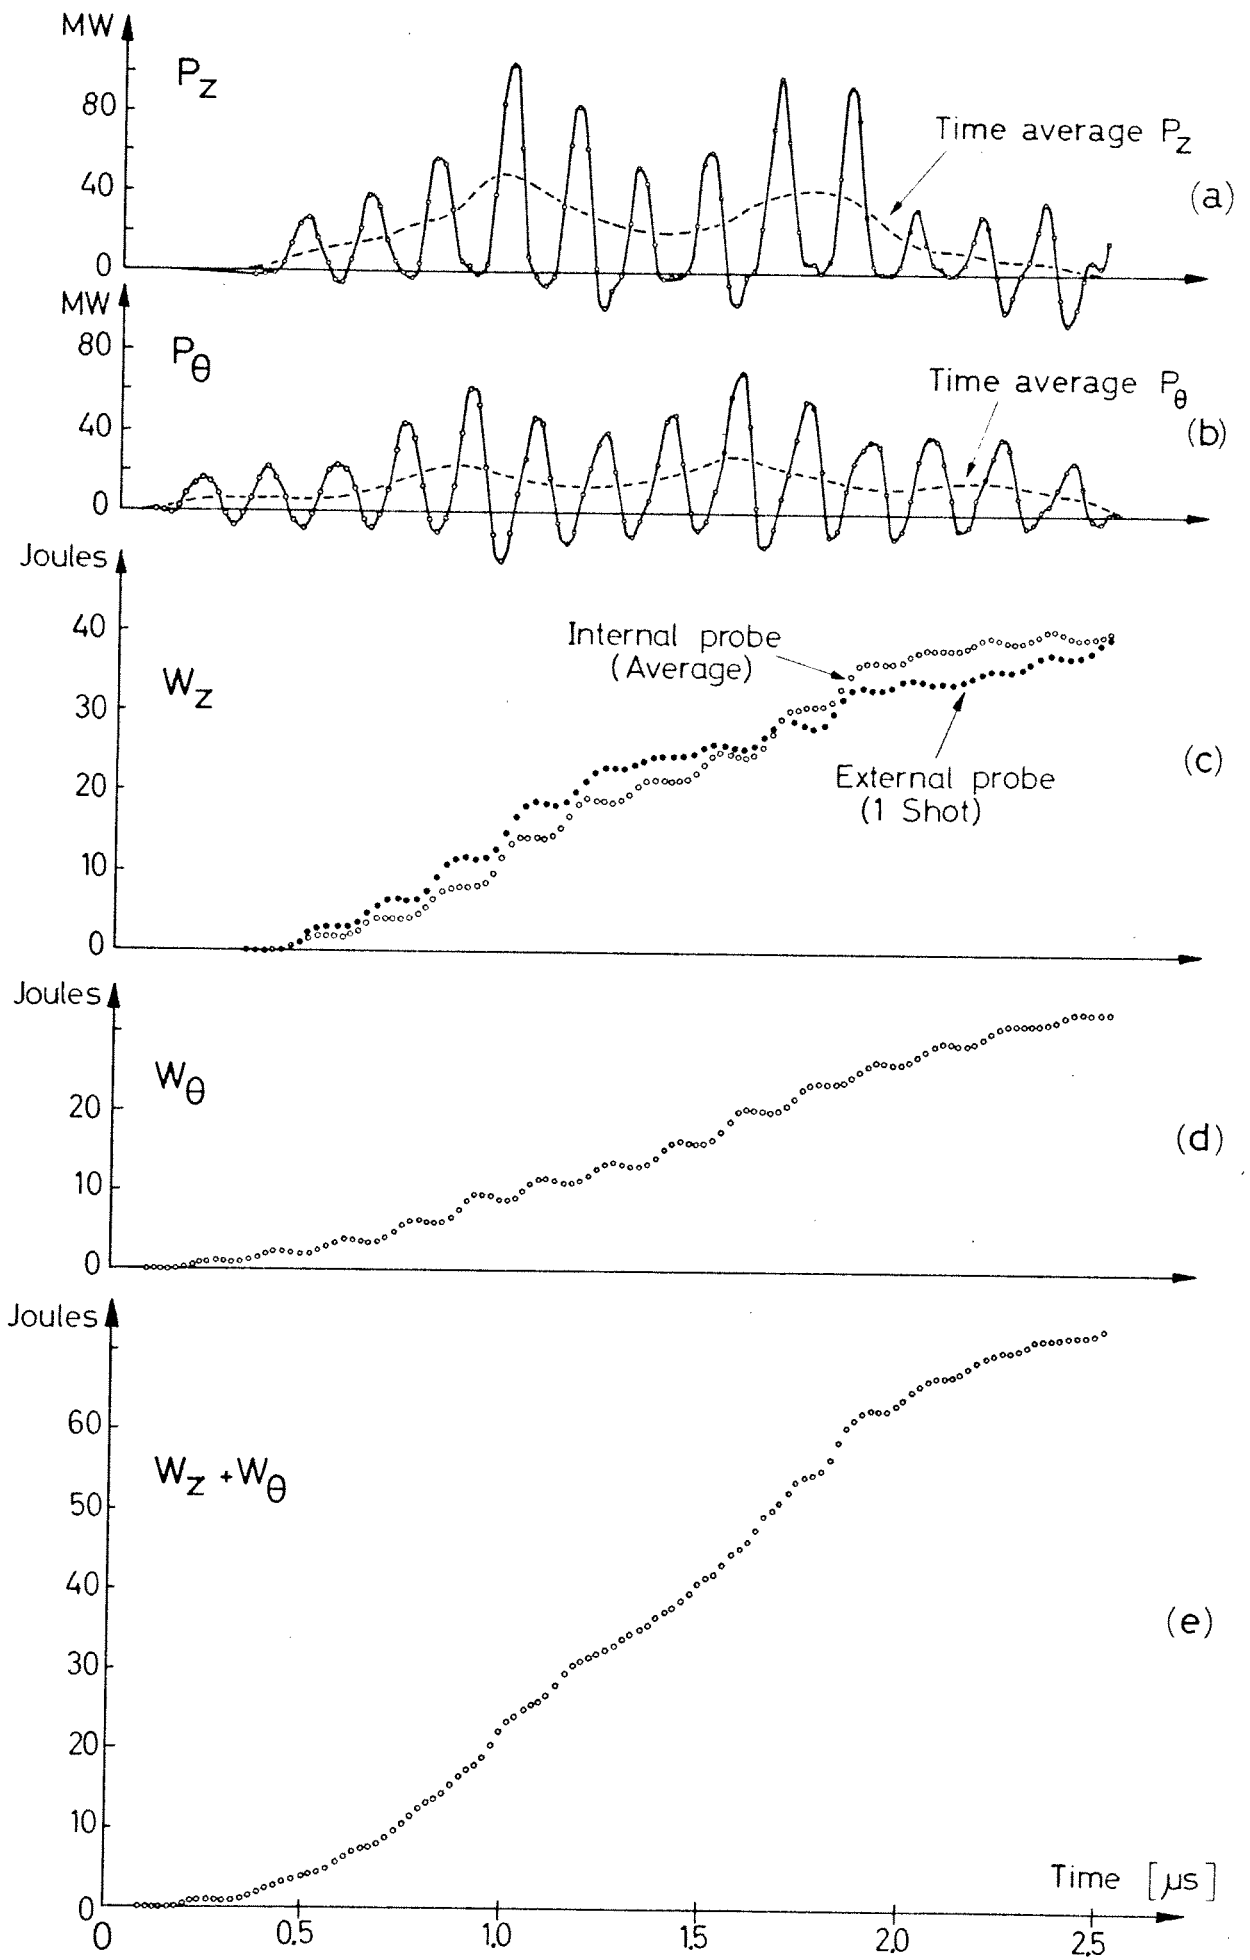 MW
P_z
80
40
0
Time average P_z
(a)
MW
P_θ
80
40
0
Time average P_θ
(b)
Joules
40
30
20
10
0
W_z
Internal probe
(Average)
External probe
(1 Shot)
(c)
Joules
W_θ
20
10
0
(d)
Joules
60
50
40
30
20
10
0
W_z + W_θ
(e)
Time [μs]
0
0.5
1.0
1.5
2.0
2.5